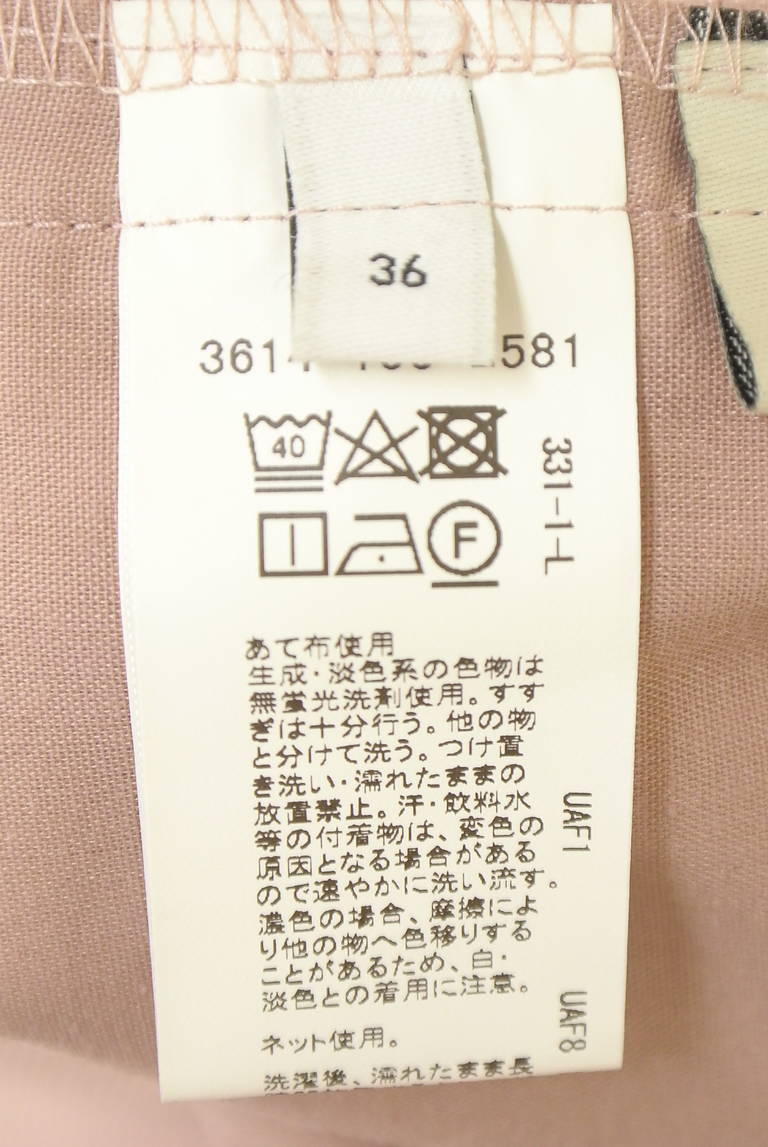 36
581
40
331-1-L
F
あて布使用
生成・淡色系の色物は
無蛍光洗剤使用。すす
ぎは十分行う。他の物
と分けて洗う。つけ置
き洗い・濡れたままの
放置禁止。汗・飲料水
等の付着物は、変色の
原因となる場合がある
ので速やかに洗い流す。
濃色の場合、摩擦によ
り他の物へ色移りする
ことがあるため、白・
淡色との着用に注意。
ネット使用。
洗濯後、濡れたまま長
UAF1
UAF8